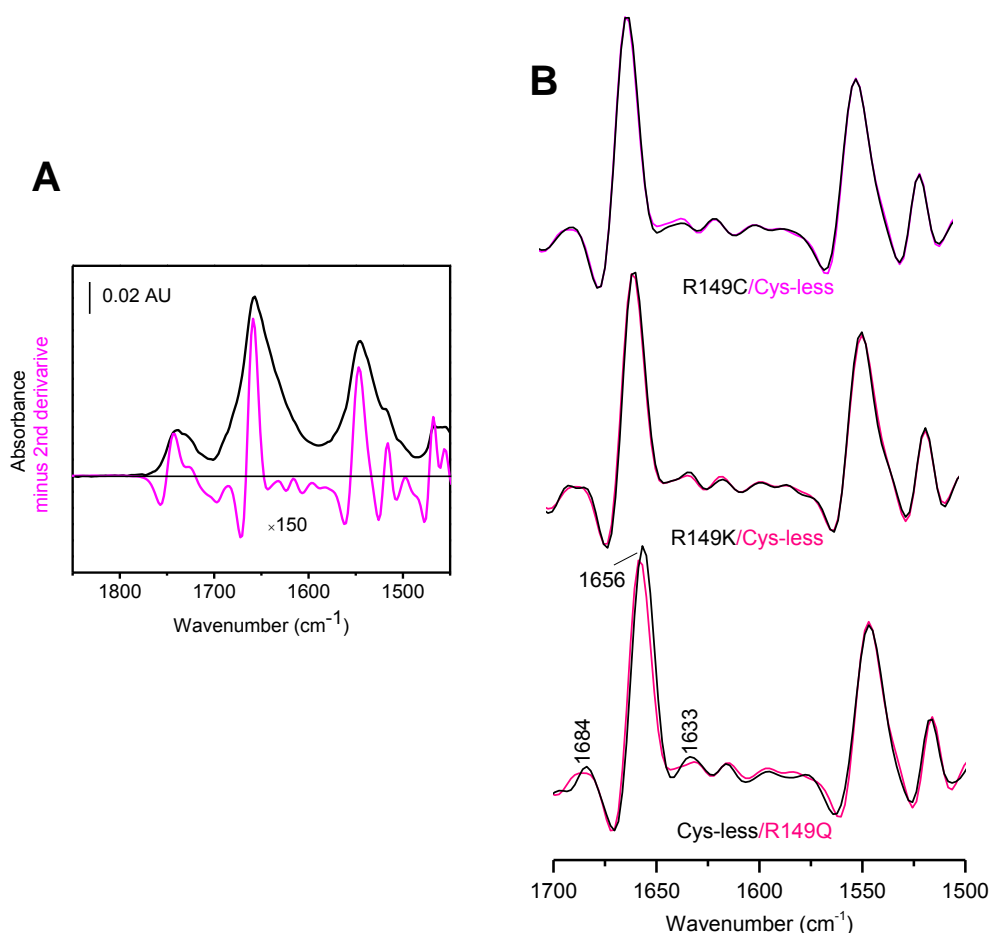 A
0.02 AU
Absorbance
minus 2nd derivarive
×150
1800 1700 1600 1500
Wavenumber (cm-1)
B
R149C/Cys-less
R149K/Cys-less
1656
1684
1633
Cys-less/R149Q
1700 1650 1600 1550 1500
Wavenumber (cm-1)